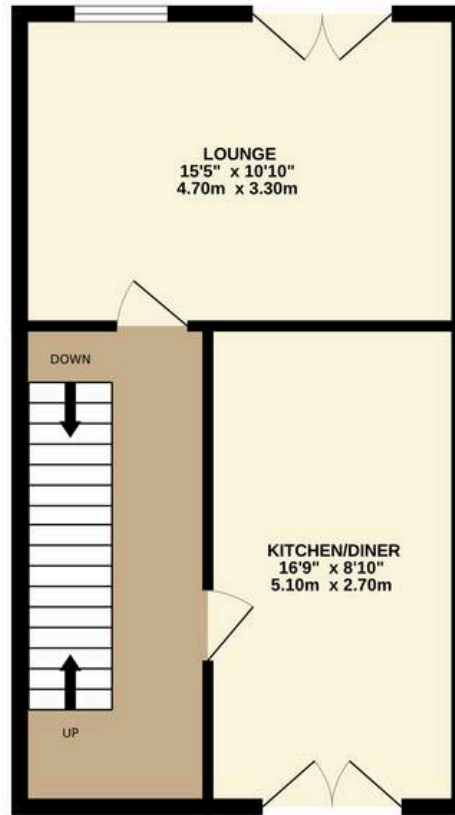 LOUNGE
15'5" x 10'10"
4.70m x 3.30m
DOWN
KITCHEN/DINER
16'9" x 8'10"
5.10m x 2.70m
UP